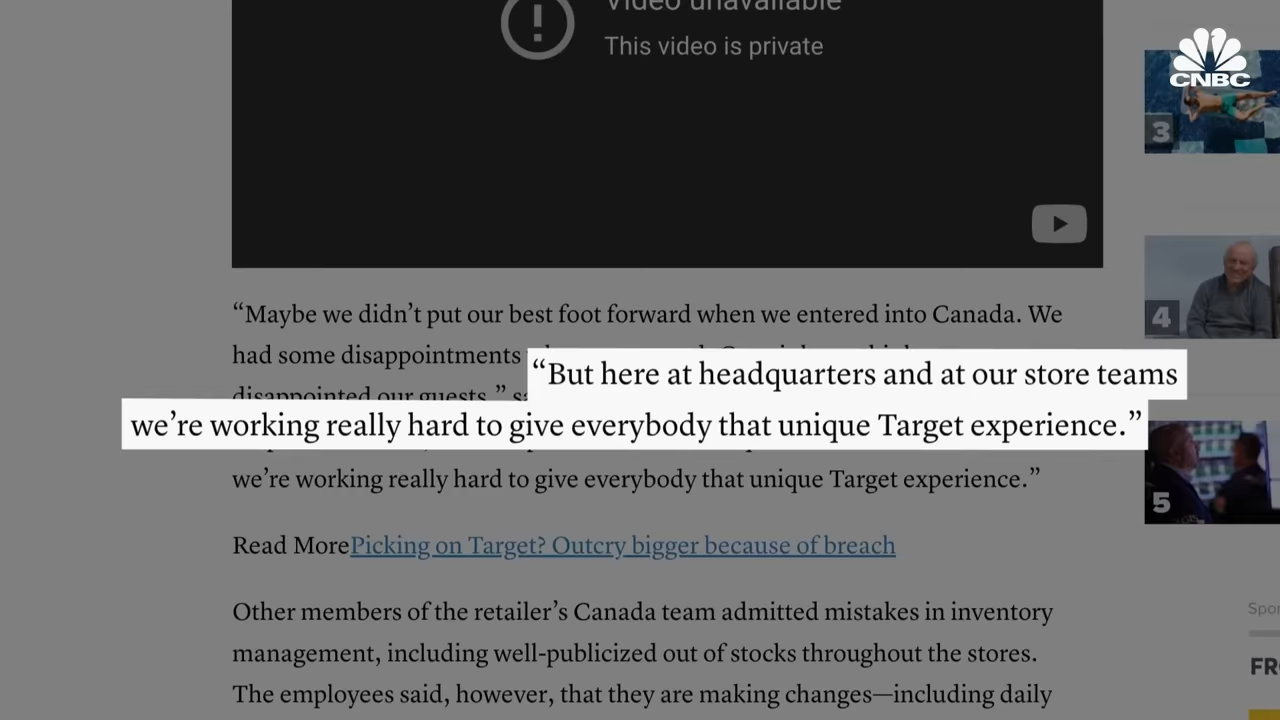 Video unavailable
This video is private
CNBC
3
4
5
“Maybe we didn’t put our best foot forward when we entered into Canada. We
had some disappointments
disappointed our guests,”
“But here at headquarters and at our store teams
we’re working really hard to give everybody that unique Target experience.”
we’re working really hard to give everybody that unique Target experience.”
Read MorePicking on Target? Outcry bigger because of breach
Other members of the retailer’s Canada team admitted mistakes in inventory
management, including well-publicized out of stocks throughout the stores.
The employees said, however, that they are making changes—including daily